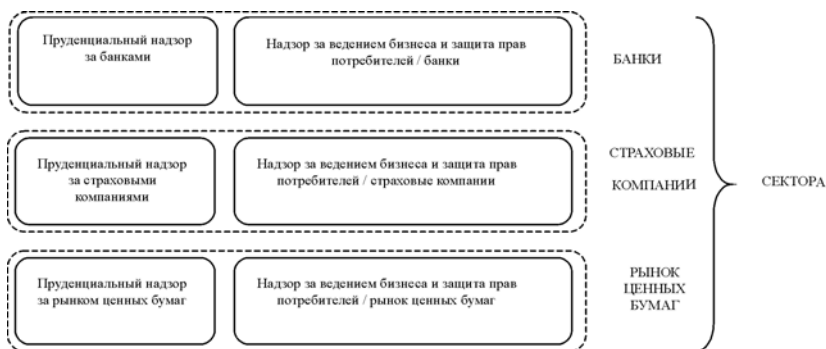 Пруденциальный надзор
за банками
Надзор за ведением бизнеса и защита прав
потребителей / банки
БАНКИ
Пруденциальный надзор
за страховыми
компаниями
Надзор за ведением бизнеса и защита прав
потребителей / страховые компании
СТРАХОВЫЕ
КОМПАНИИ
СЕКТОРА
Пруденциальный надзор
за рынком ценных бумаг
Надзор за ведением бизнеса и защита прав
потребителей / рынок ценных бумаг
РЫНОК
ЦЕННЫХ
БУМАГ